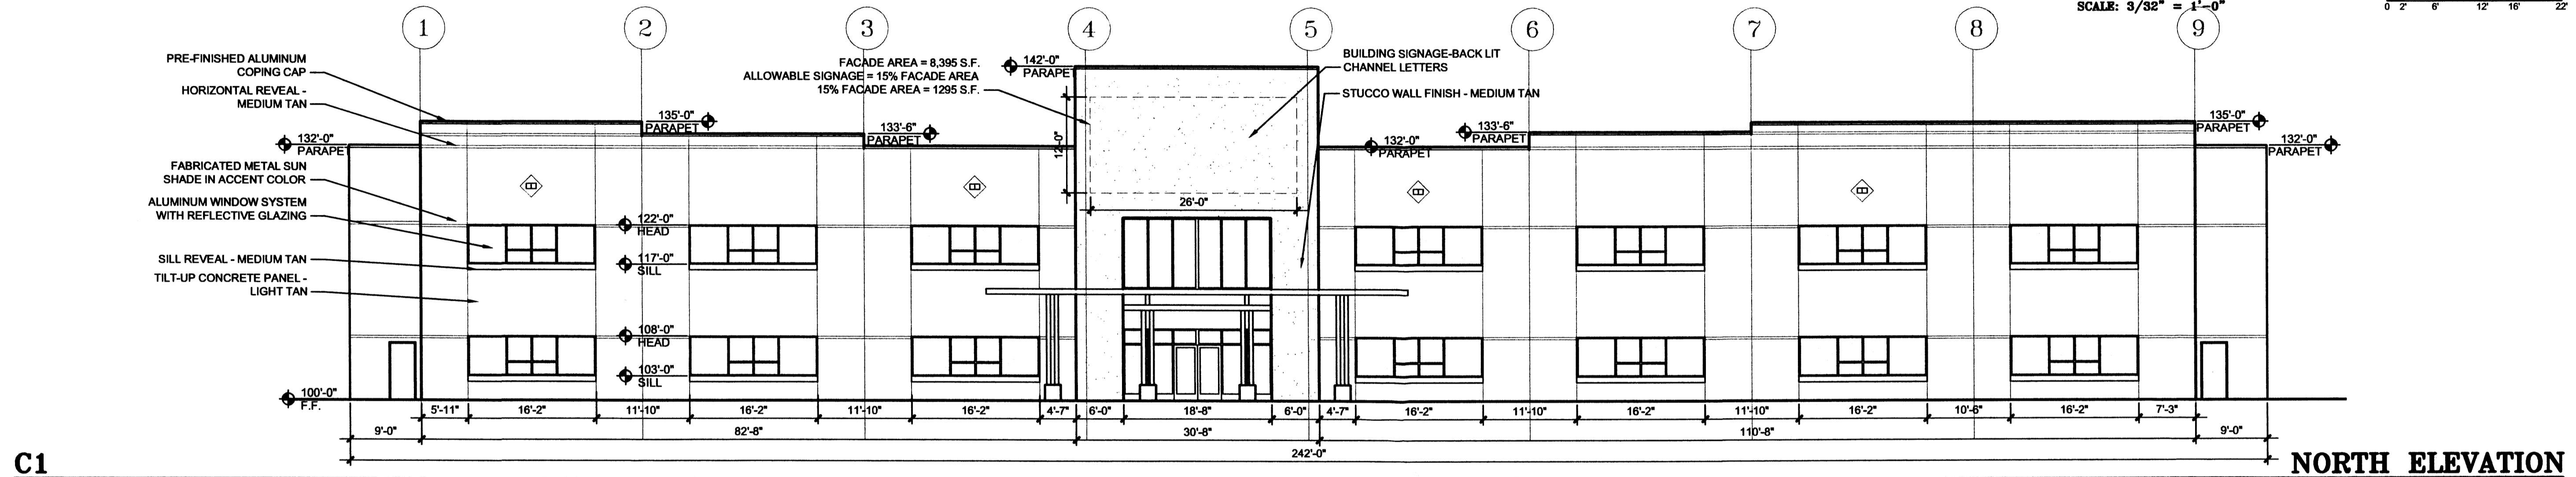 SCALE: 3/32" = 1'-0"
0 2' 6' 12' 16' 22'
1 2 3 4 5 6 7 8 9
PRE-FINISHED ALUMINUM
COPING CAP
HORIZONTAL REVEAL -
MEDIUM TAN
FABRICATED METAL SUN
SHADE IN ACCENT COLOR
ALUMINUM WINDOW SYSTEM
WITH REFLECTIVE GLAZING
SILL REVEAL - MEDIUM TAN
TILT-UP CONCRETE PANEL -
LIGHT TAN
132'-0"
PARAPET
135'-0"
PARAPET
133'-6"
PARAPET
FACADE AREA = 8,395 S.F.
ALLOWABLE SIGNAGE = 15% FACADE AREA
15% FACADE AREA = 1295 S.F.
142'-0"
PARAPET
12'-0"
26'-0"
BUILDING SIGNAGE-BACK LIT
CHANNEL LETTERS
STUCCO WALL FINISH - MEDIUM TAN
132'-0"
PARAPET
133'-6"
PARAPET
135'-0"
PARAPET
132'-0"
PARAPET
122'-0"
HEAD
117'-0"
SILL
108'-0"
HEAD
103'-0"
SILL
100'-0"
F.F.
5'-11" 16'-2" 11'-10" 16'-2" 11'-10" 16'-2" 4'-7" 6'-0" 18'-8" 6'-0" 4'-7" 16'-2" 11'-10" 16'-2" 11'-10" 16'-2" 10'-6" 16'-2" 7'-3"
9'-0" 82'-8" 30'-8" 110'-8" 9'-0"
242'-0"
C1
NORTH ELEVATION